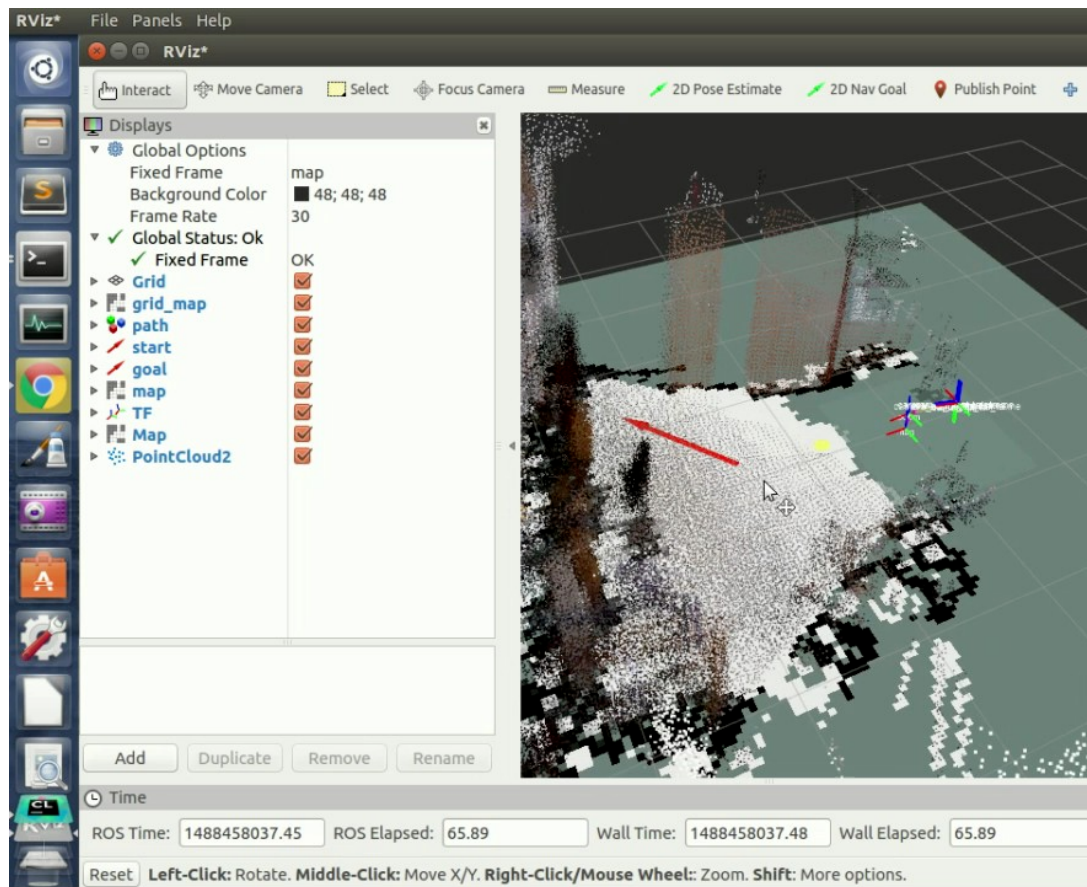 RViz* File Panels Help
RViz*
Interact Move Camera Select Focus Camera Measure 2D Pose Estimate 2D Nav Goal Publish Point
Displays
Global Options
Fixed Frame map
Background Color 48; 48; 48
Frame Rate 30
Global Status: Ok
Fixed Frame OK
Grid
grid_map
path
start
goal
map
TF
Map
PointCloud2
Add Duplicate Remove Rename
Time
ROS Time: 1488458037.45 ROS Elapsed: 65.89 Wall Time: 1488458037.48 Wall Elapsed: 65.89
Reset Left-Click: Rotate. Middle-Click: Move X/Y. Right-Click/Mouse Wheel:: Zoom. Shift: More options.
CL